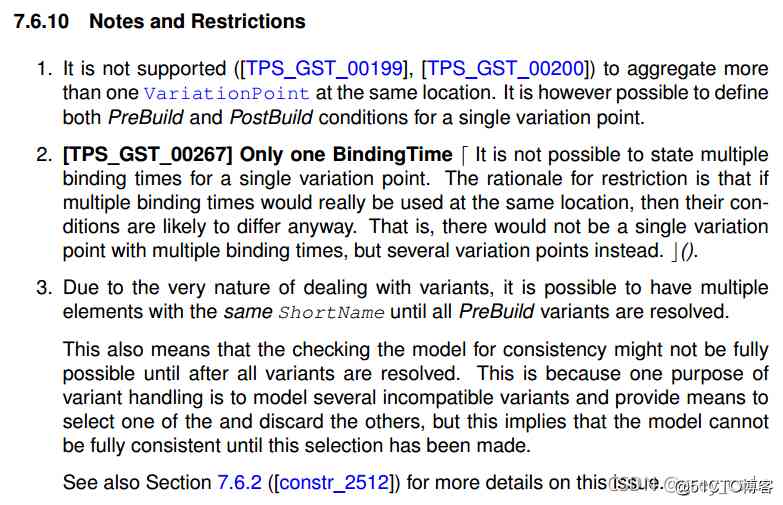 7.6.10 Notes and Restrictions
1. It is not supported ([TPS_GST_00199], [TPS_GST_00200]) to aggregate more
than one VariationPoint at the same location. It is however possible to define
both PreBuild and PostBuild conditions for a single variation point.
2. [TPS_GST_00267] Only one BindingTime ⌈ It is not possible to state multiple
binding times for a single variation point. The rationale for restriction is that if
multiple binding times would really be used at the same location, then their con-
ditions are likely to differ anyway. That is, there would not be a single variation
point with multiple binding times, but several variation points instead. ⌋().
3. Due to the very nature of dealing with variants, it is possible to have multiple
elements with the same ShortName until all PreBuild variants are resolved.
This also means that the checking the model for consistency might not be fully
possible until after all variants are resolved. This is because one purpose of
variant handling is to model several incompatible variants and provide means to
select one of the and discard the others, but this implies that the model cannot
be fully consistent until this selection has been made.
See also Section 7.6.2 ([constr_2512]) for more details on this issue.
@51CTO博客